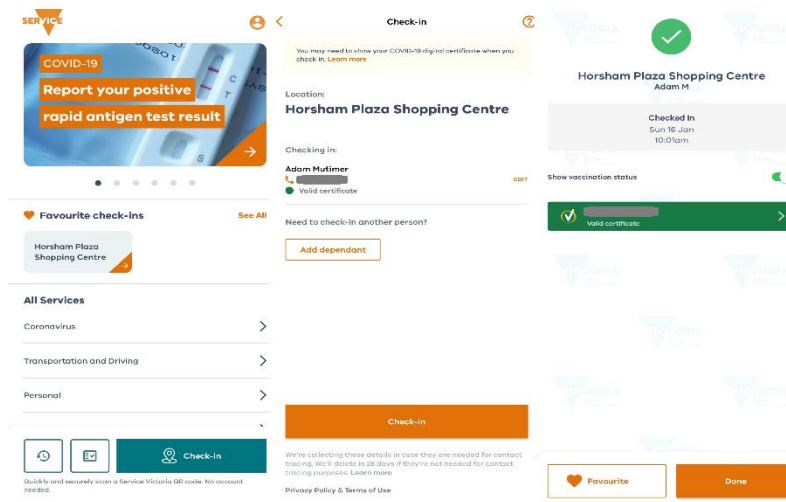 SERVICE
COVID-19
Report your positive
rapid antigen test result
Favourite check-ins
See All
Horsham Plaza
Shopping Centre
All Services
Coronavirus
Transportation and Driving
Personal
Check-in
Quickly and securely scan a Service Victoria QR code. No account
needed.
Check-in
You may need to show your COVID-19 digital certificate when you
check in. Learn more
Location:
Horsham Plaza Shopping Centre
Checking in:
Adam Mutimer
EDIT
Valid certificate
Need to check-in another person?
Add dependant
Check-in
We're collecting these details in case they are needed for contact
tracing. We'll delete in 28 days if they're not needed for contact
tracing purposes. Learn more
Privacy Policy & Terms of Use
Horsham Plaza Shopping Centre
Adam M
Checked In
Sun 16 Jan
10:01am
Show vaccination status
Valid certificate
Favourite
Done